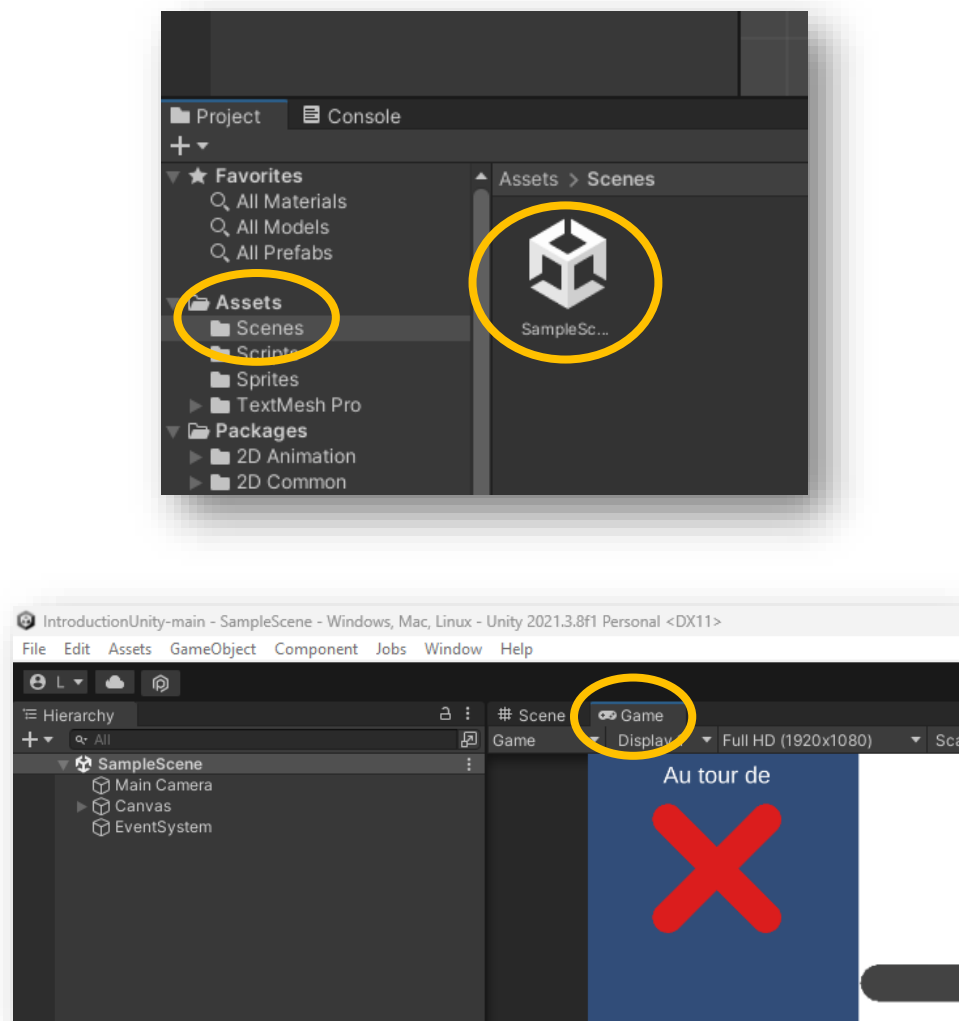 Project Console
Favorites
All Materials
All Models
All Prefabs
Assets
Scenes
Scripts
Sprites
TextMesh Pro
Packages
2D Animation
2D Common
Assets > Scenes
SampleSc...
IntroductionUnity-main - SampleScene - Windows, Mac, Linux - Unity 2021.3.8f1 Personal <DX11>
File Edit Assets GameObject Component Jobs Window Help
L
Hierarchy
All
SampleScene
Main Camera
Canvas
EventSystem
Scene Game
Game Display Full HD (1920x1080) Sca
Au tour de